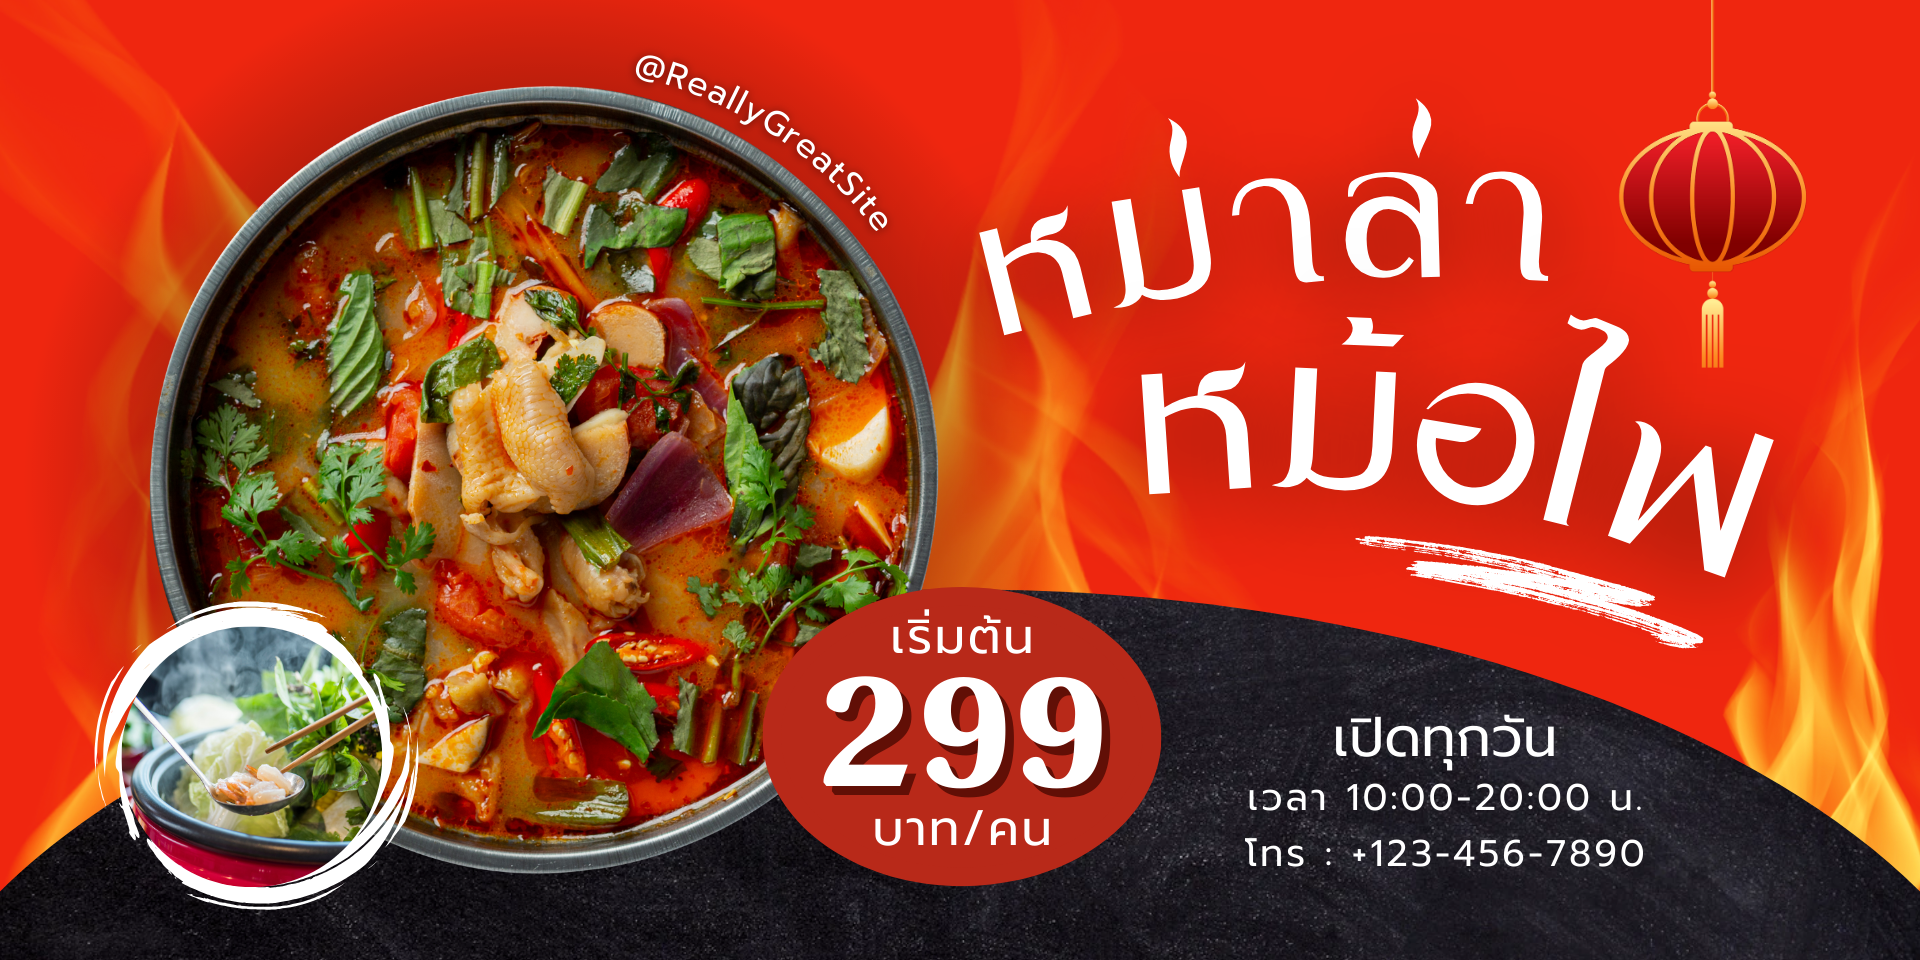 @ReallyGreatSite
หม่าล่า
หม้อไฟ
เริ่มต้น
299
บาท/คน
เปิดทุกวัน
เวลา 10:00-20:00 น.
โทร : +123-456-7890